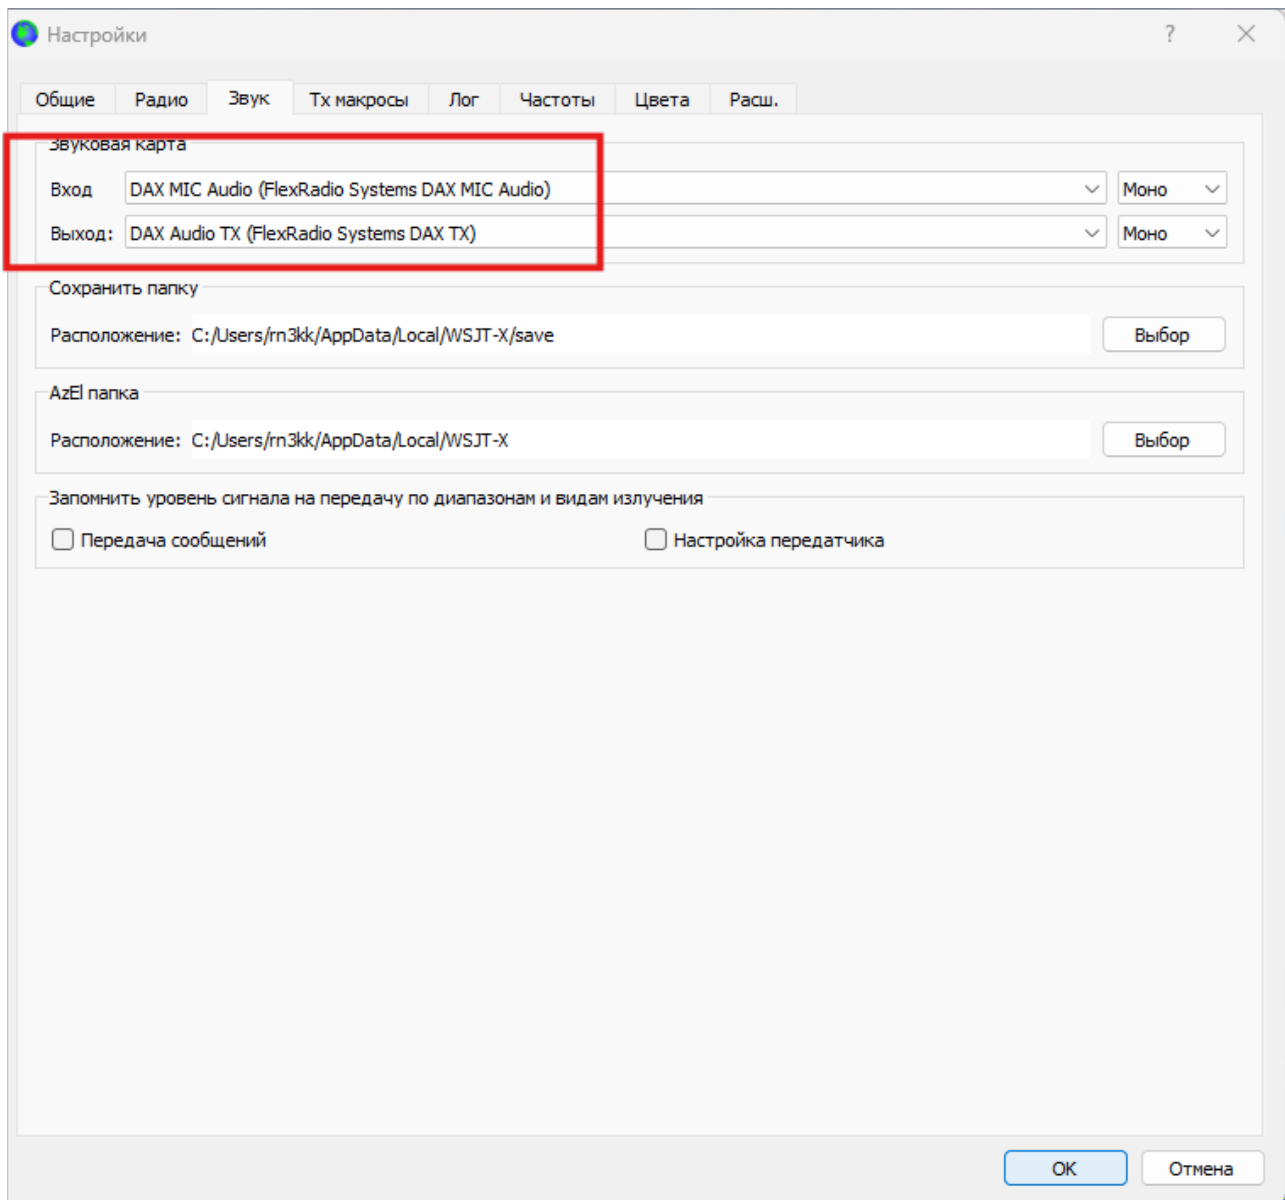 Настройки
?
Общие Радио Звук Tx макросы Лог Частоты Цвета Расш.
Звуковая карта
Вход DAX MIC Audio (FlexRadio Systems DAX MIC Audio) Моно
Выход: DAX Audio TX (FlexRadio Systems DAX TX) Моно
Сохранить папку
Расположение: C:/Users/rn3kk/AppData/Local/WSJT-X/save Выбор
AzEl папка
Расположение: C:/Users/rn3kk/AppData/Local/WSJT-X Выбор
Запомнить уровень сигнала на передачу по диапазонам и видам излучения
Передача сообщений Настройка передатчика
OK Отмена